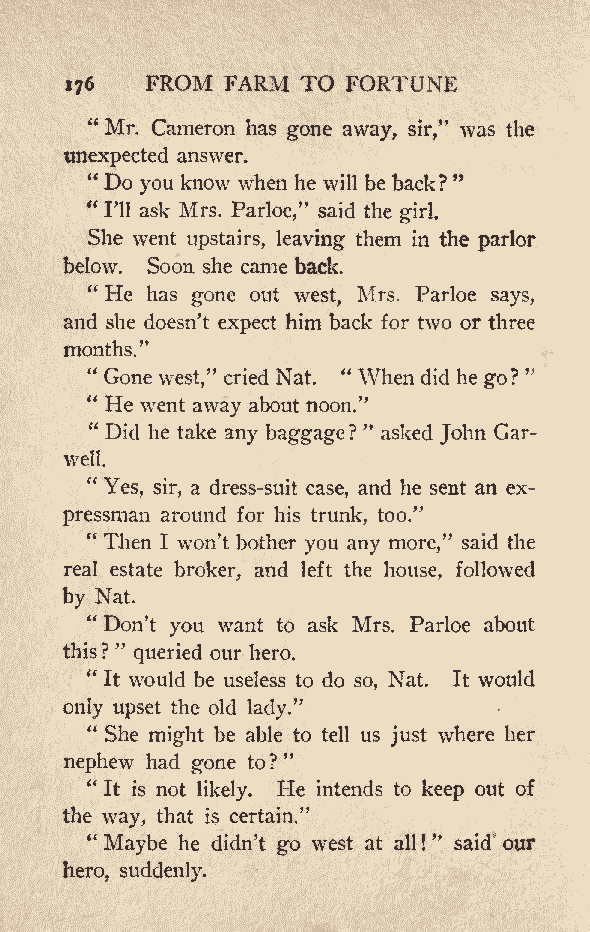 176 FROM FARM TO FORTUNE
" Mr. Cameron has gone away, sir," was the
unexpected answer.
" Do you know when he will be back? "
" I'll ask Mrs. Parloe," said the girl.
She went upstairs, leaving them in the parlor
below. Soon she came back.
" He has gone out west, Mrs. Parloe says,
and she doesn't expect him back for two or three
months."
" Gone west," cried Nat. " When did he go? "
" He went away about noon."
" Did he take any baggage? " asked John Gar-
well.
" Yes, sir, a dress-suit case, and he sent an ex-
pressman around for his trunk, too."
" Then I won't bother you any more," said the
real estate broker, and left the house, followed
by Nat.
" Don't you want to ask Mrs. Parloe about
this? " queried our hero.
" It would be useless to do so, Nat. It would
only upset the old lady."
" She might be able to tell us just where her
nephew had gone to? "
" It is not likely. He intends to keep out of
the way, that is certain."
" Maybe he didn't go west at all! " said our
hero, suddenly.